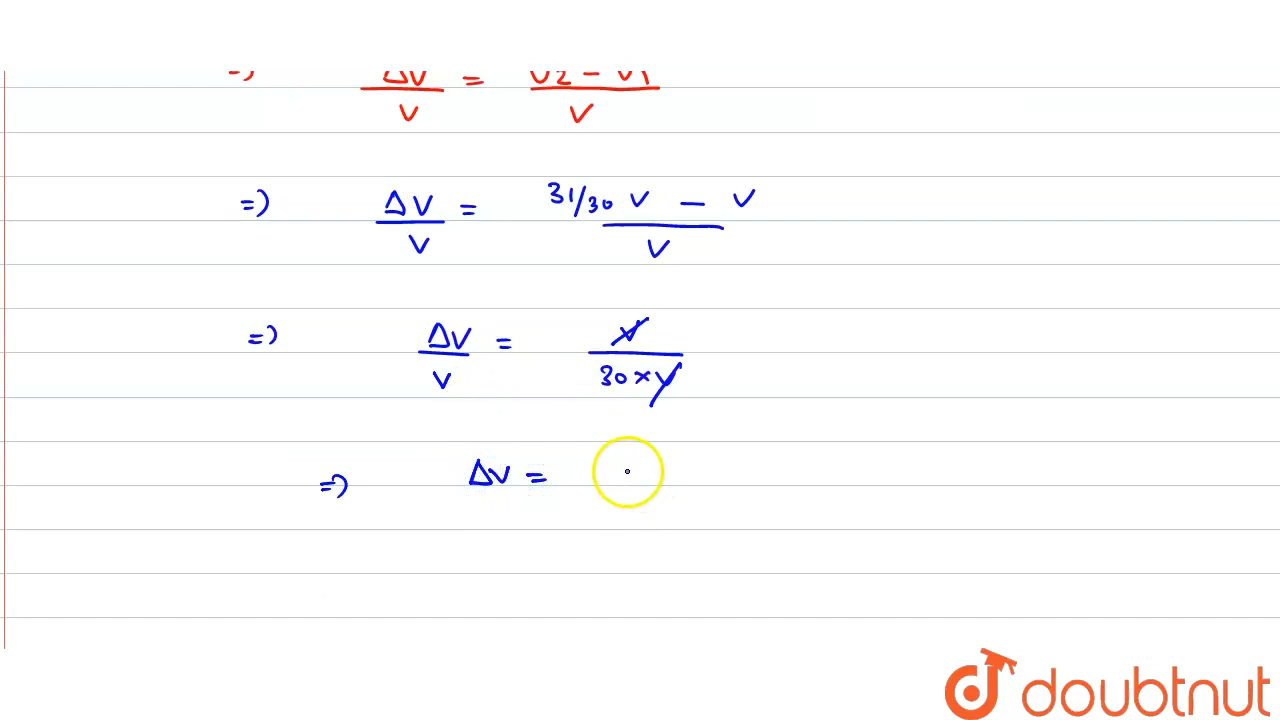 => ΔV/V = V2 - V1/V
=> ΔV/V = 31/30 V - V/V
=> ΔV/V = V/30 × V
=> ΔV =
doubtnut